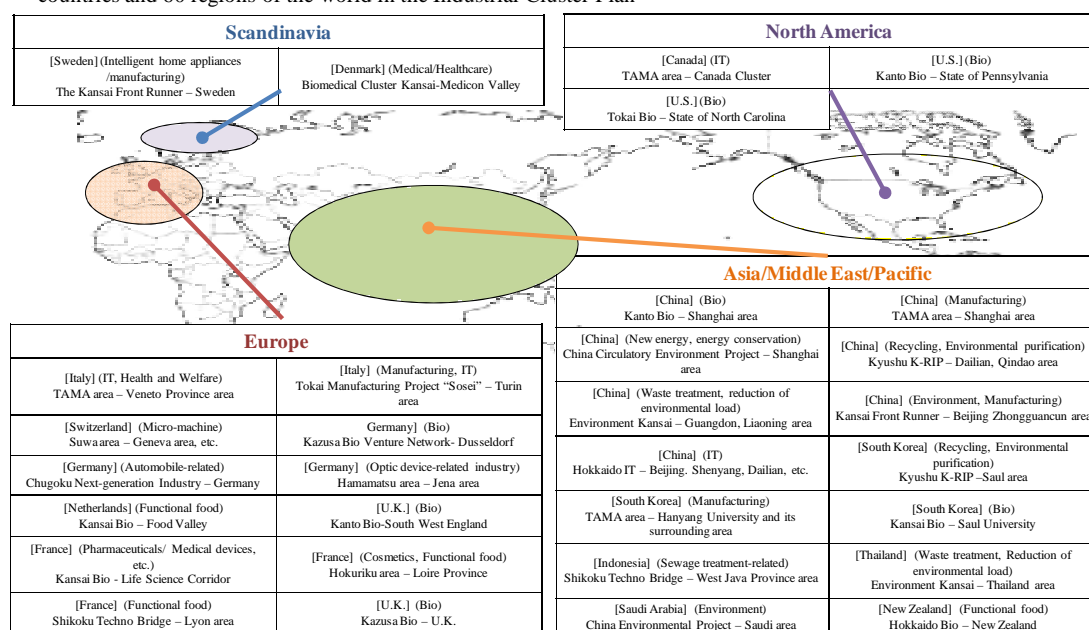 countries and 60 regions of the world in the Industrial Cluster Plan
Scandinavia
[Sweden] (Intelligent home appliances
/manufacturing)
The Kansai Front Runner – Sweden
[Denmark] (Medical/Healthcare)
Biomedical Cluster Kansai-Medicon Valley
North America
[Canada] (IT)
TAMA area – Canada Cluster
[U.S.] (Bio)
Kanto Bio – State of Pennsylvania
[U.S.] (Bio)
Tokai Bio – State of North Carolina
Europe
[Italy] (IT, Health and Welfare)
TAMA area – Veneto Province area
[Italy] (Manufacturing, IT)
Tokai Manufacturing Project “Sosei” – Turin
area
[Switzerland] (Micro-machine)
Suwa area – Geneva area, etc.
Germany] (Bio)
Kazusa Bio Venture Network- Dusseldorf
[Germany] (Automobile-related)
Chugoku Next-generation Industry – Germany
[Germany] (Optic device-related industry)
Hamamatsu area – Jena area
[Netherlands] (Functional food)
Kansai Bio – Food Valley
[U.K.] (Bio)
Kanto Bio-South West England
[France] (Pharmaceuticals/ Medical devices,
etc.)
Kansai Bio - Life Science Corridor
[France] (Cosmetics, Functional food)
Hokuriku area – Loire Province
[France] (Functional food)
Shikoku Techno Bridge – Lyon area
[U.K.] (Bio)
Kazusa Bio – U.K.
Asia/Middle East/Pacific
[China] (Bio)
Kanto Bio – Shanghai area
[China] (Manufacturing)
TAMA area – Shanghai area
[China] (New energy, energy conservation)
China Circulatory Environment Project – Shanghai
area
[China] (Recycling, Environmental purification)
Kyushu K-RIP – Dailian, Qindao area
[China] (Waste treatment, reduction of
environmental load)
Environment Kansai – Guangdon, Liaoning area
[China] (Environment, Manufacturing)
Kansai Front Runner – Beijing Zhongguancun area
[China] (IT)
Hokkaido IT – Beijing. Shenyang, Dailian, etc.
[South Korea] (Recycling, Environmental
purification)
Kyushu K-RIP –Saul area
[South Korea] (Manufacturing)
TAMA area – Hanyang University and its
surrounding area
[South Korea] (Bio)
Kansai Bio – Saul University
[Indonesia] (Sewage treatment-related)
Shikoku Techno Bridge – West Java Province area
[Thailand] (Waste treatment, Reduction of
environmental load)
Environment Kansai – Thailand area
[Saudi Arabia] (Environment)
China Environmental Project – Saudi area
[New Zealand] (Functional food)
Hokkaido Bio – New Zealand